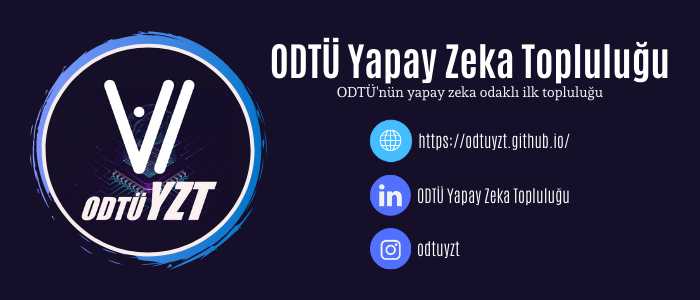 ODTÜ Yapay Zeka Topluluğu
ODTÜ'nün yapay zeka odaklı ilk topluluğu
https://odtuyzt.github.io/
in ODTÜ Yapay Zeka Topluluğu
odtuyzt
ODTÜ YZT